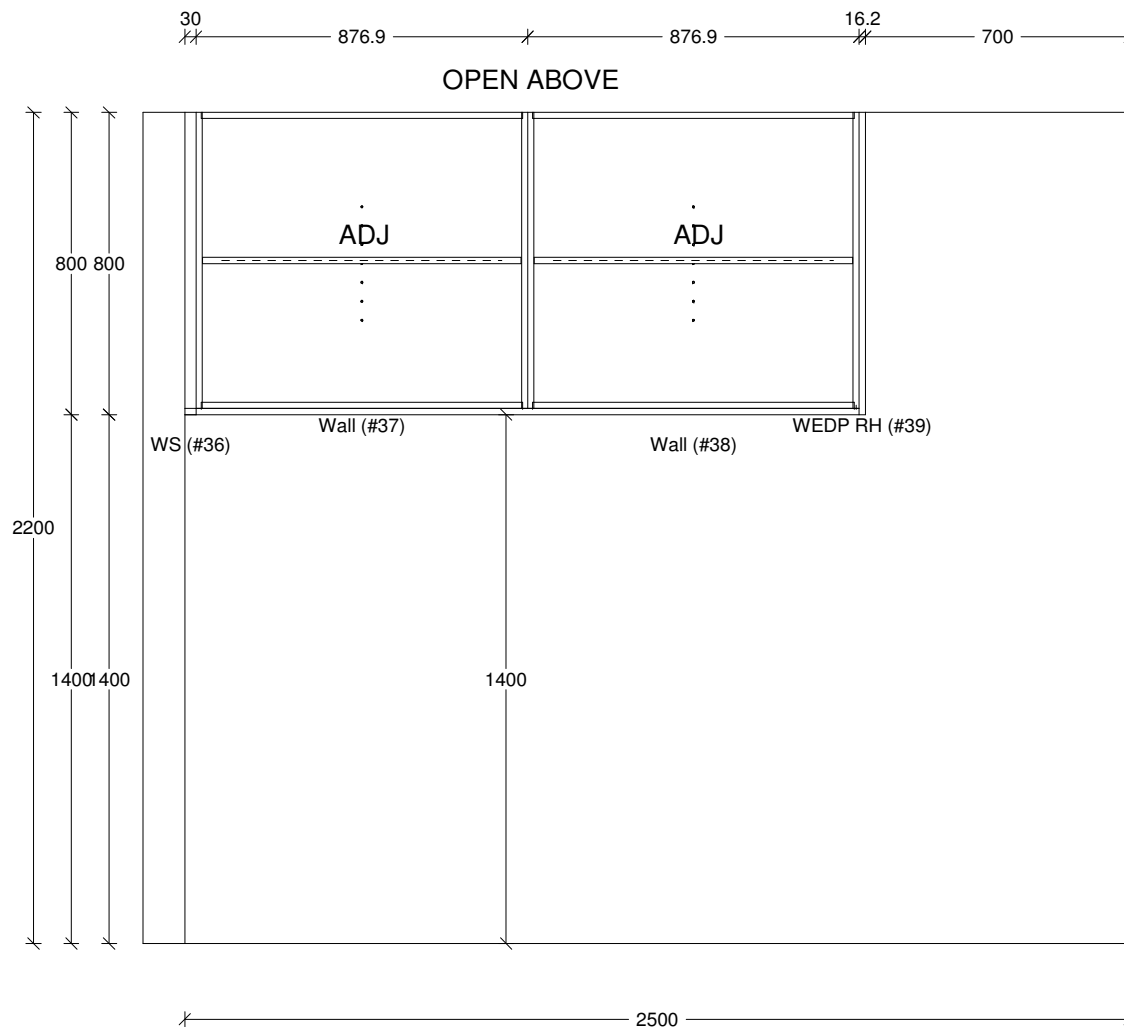 30 16.2
876.9 876.9 700
OPEN ABOVE
ADJ ADJ
800 800
Wall (#37) WEDP RH (#39)
WS (#36) Wall (#38)
2200
1400 1400 1400
2500